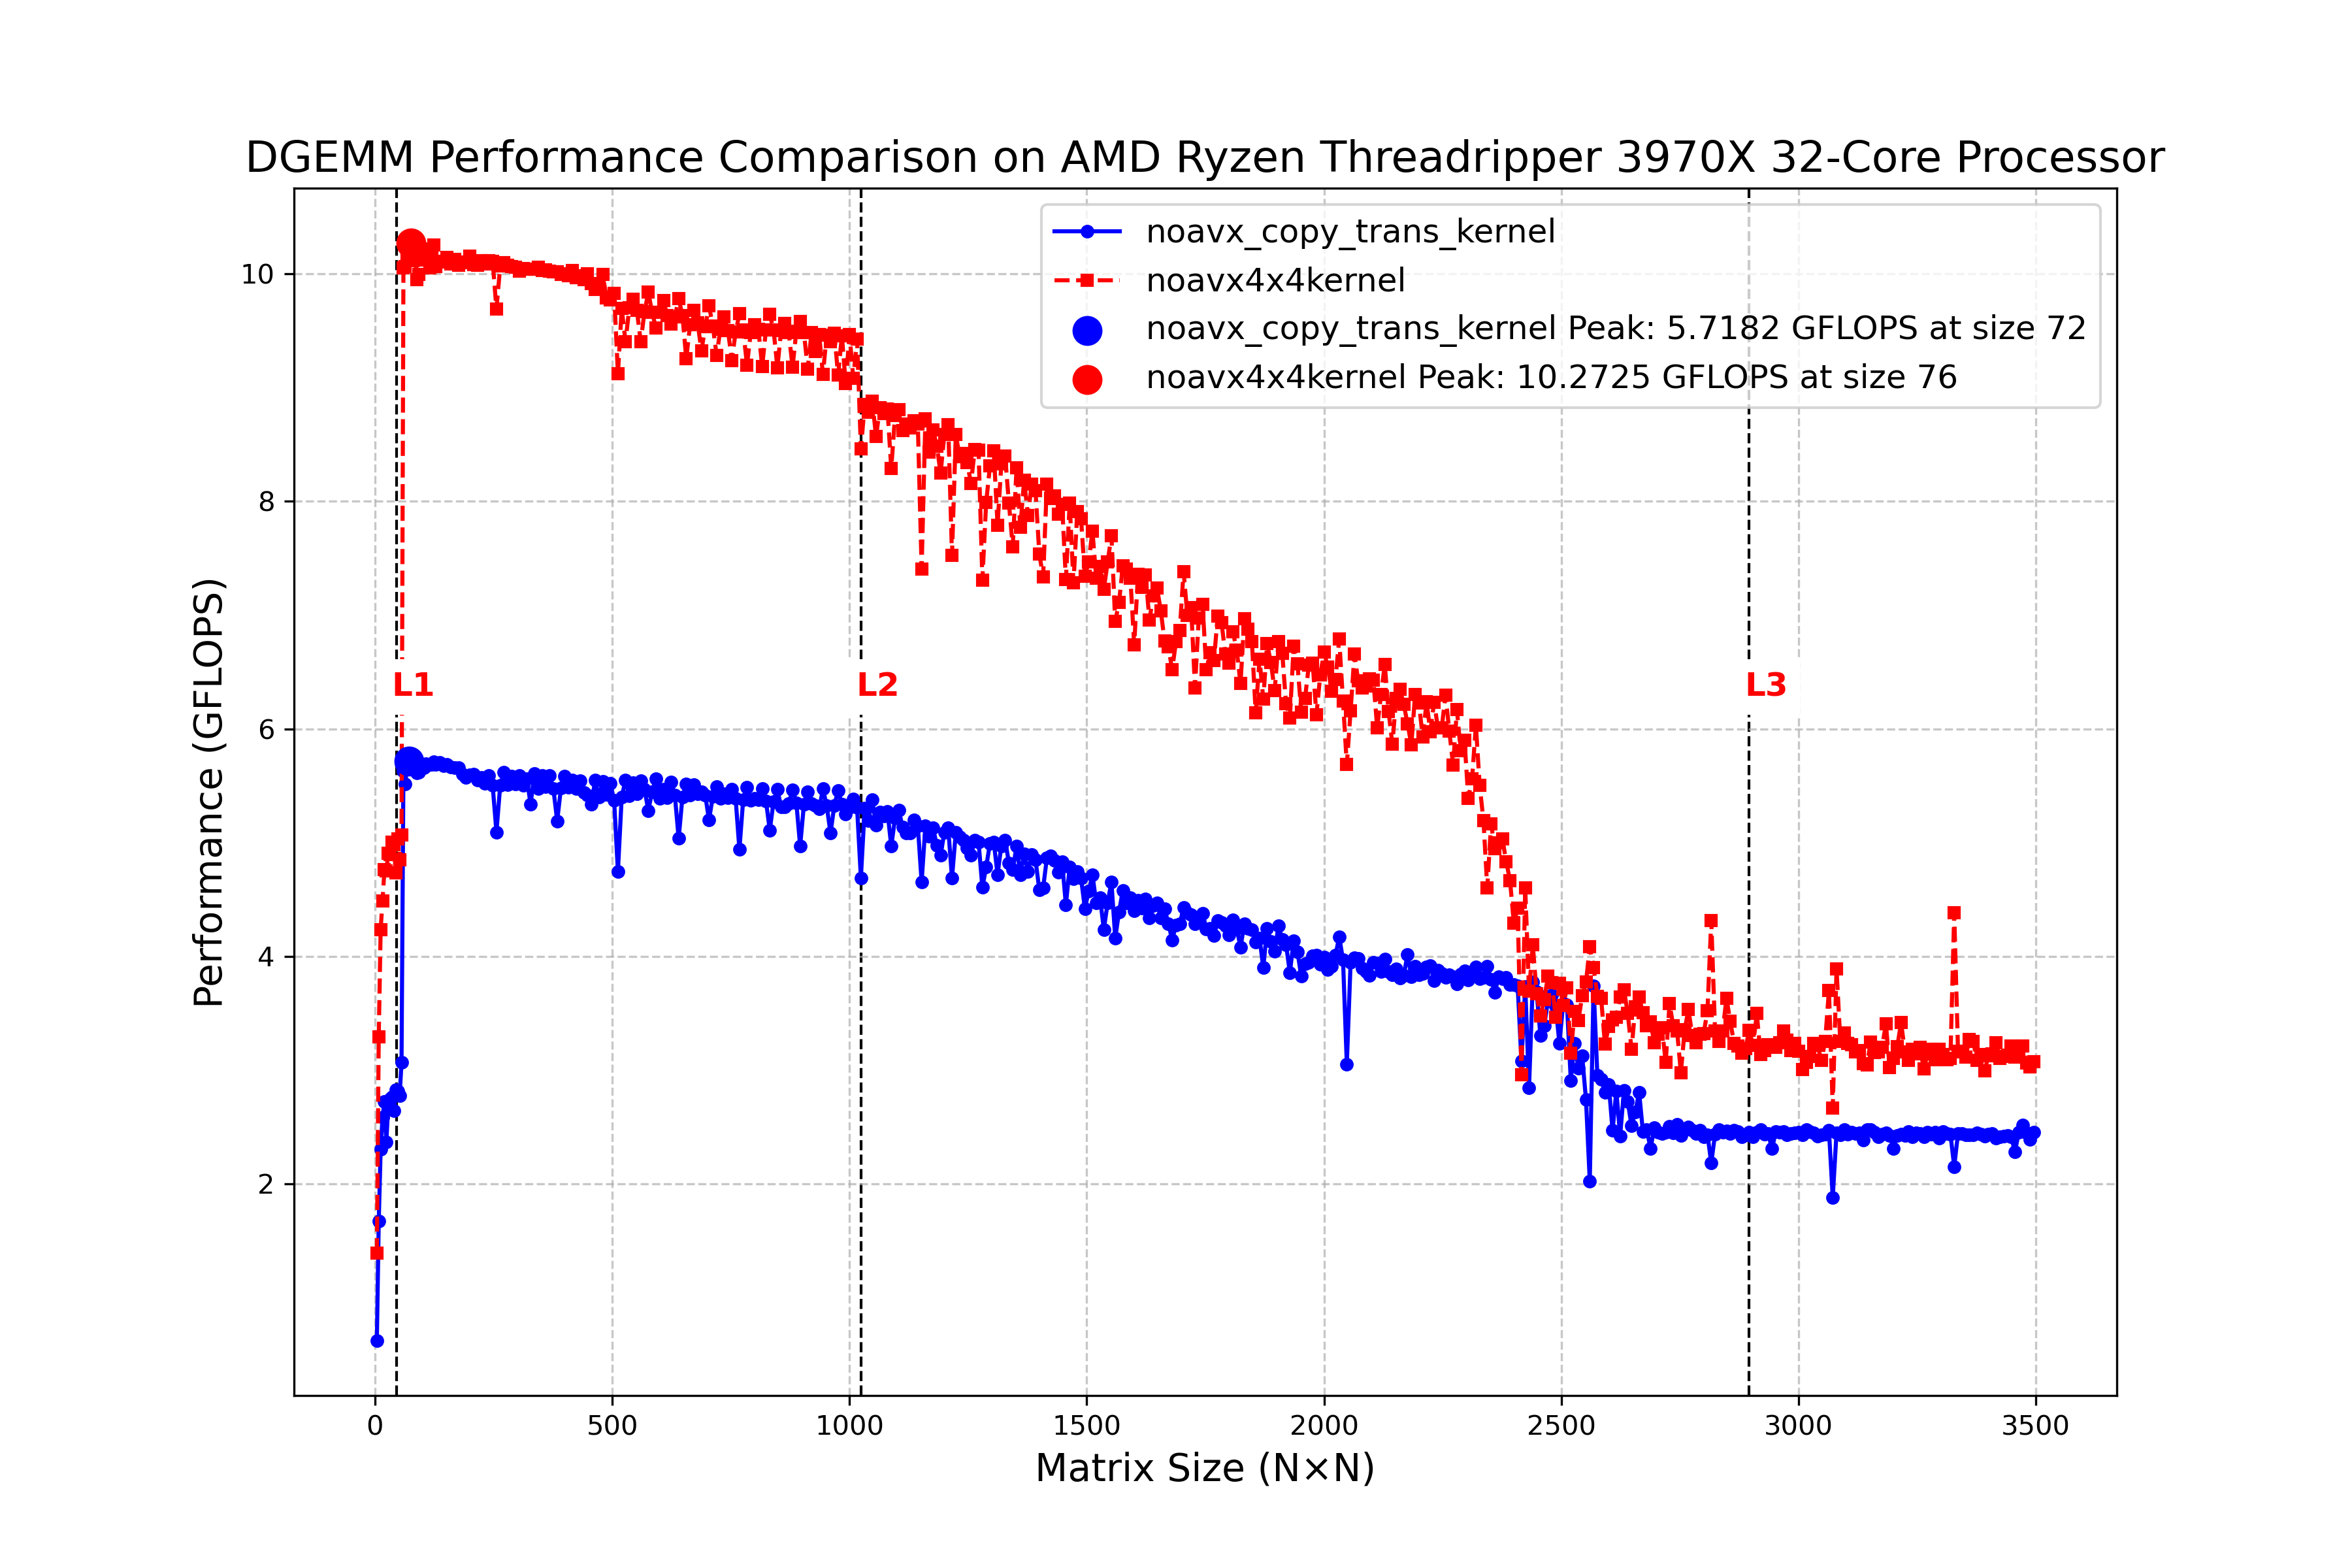 DGEMM Performance Comparison on AMD Ryzen Threadripper 3970X 32-Core Processor
noavx_copy_trans_kernel
noavx4x4kernel
noavx_copy_trans_kernel Peak: 5.7182 GFLOPS at size 72
noavx4x4kernel Peak: 10.2725 GFLOPS at size 76
10
8
6
4
2
Performance (GFLOPS)
L1
L2
L3
0
500
1000
1500
2000
2500
3000
3500
Matrix Size (N×N)